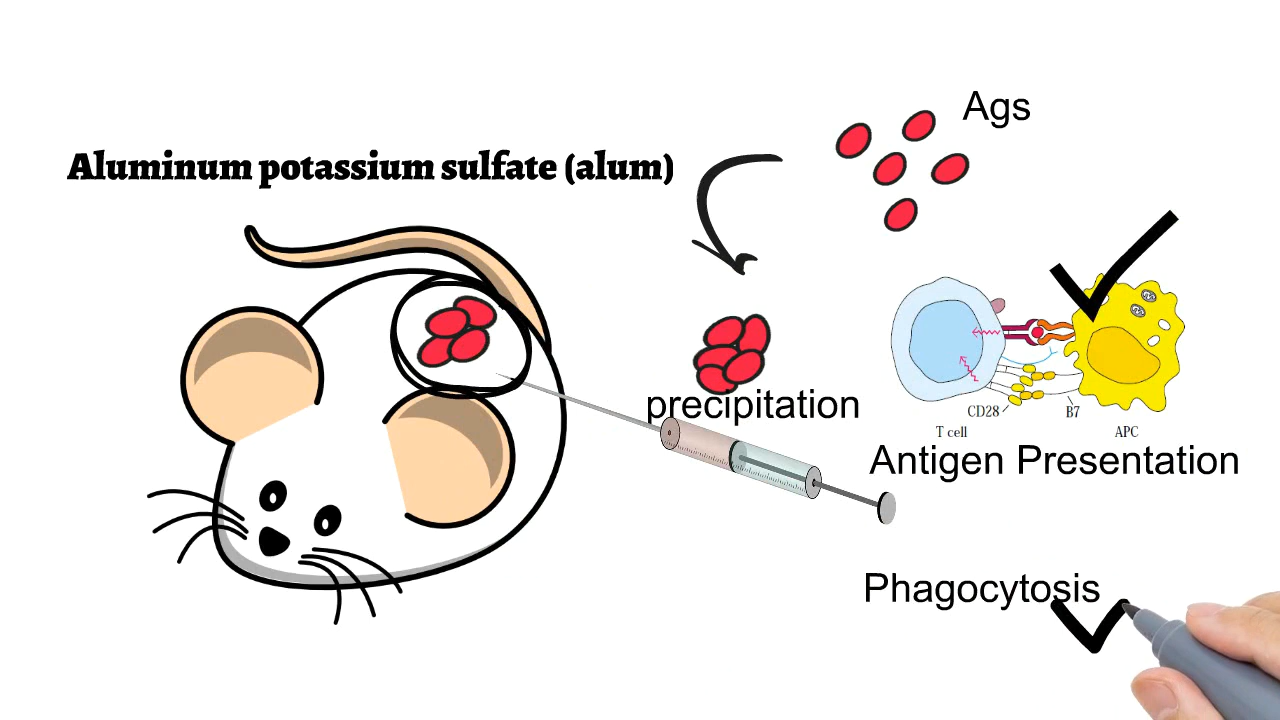 Ags
Aluminum potassium sulfate (alum)
precipitation
CD28
B7
T cell
APC
Antigen Presentation
Phagocytosis